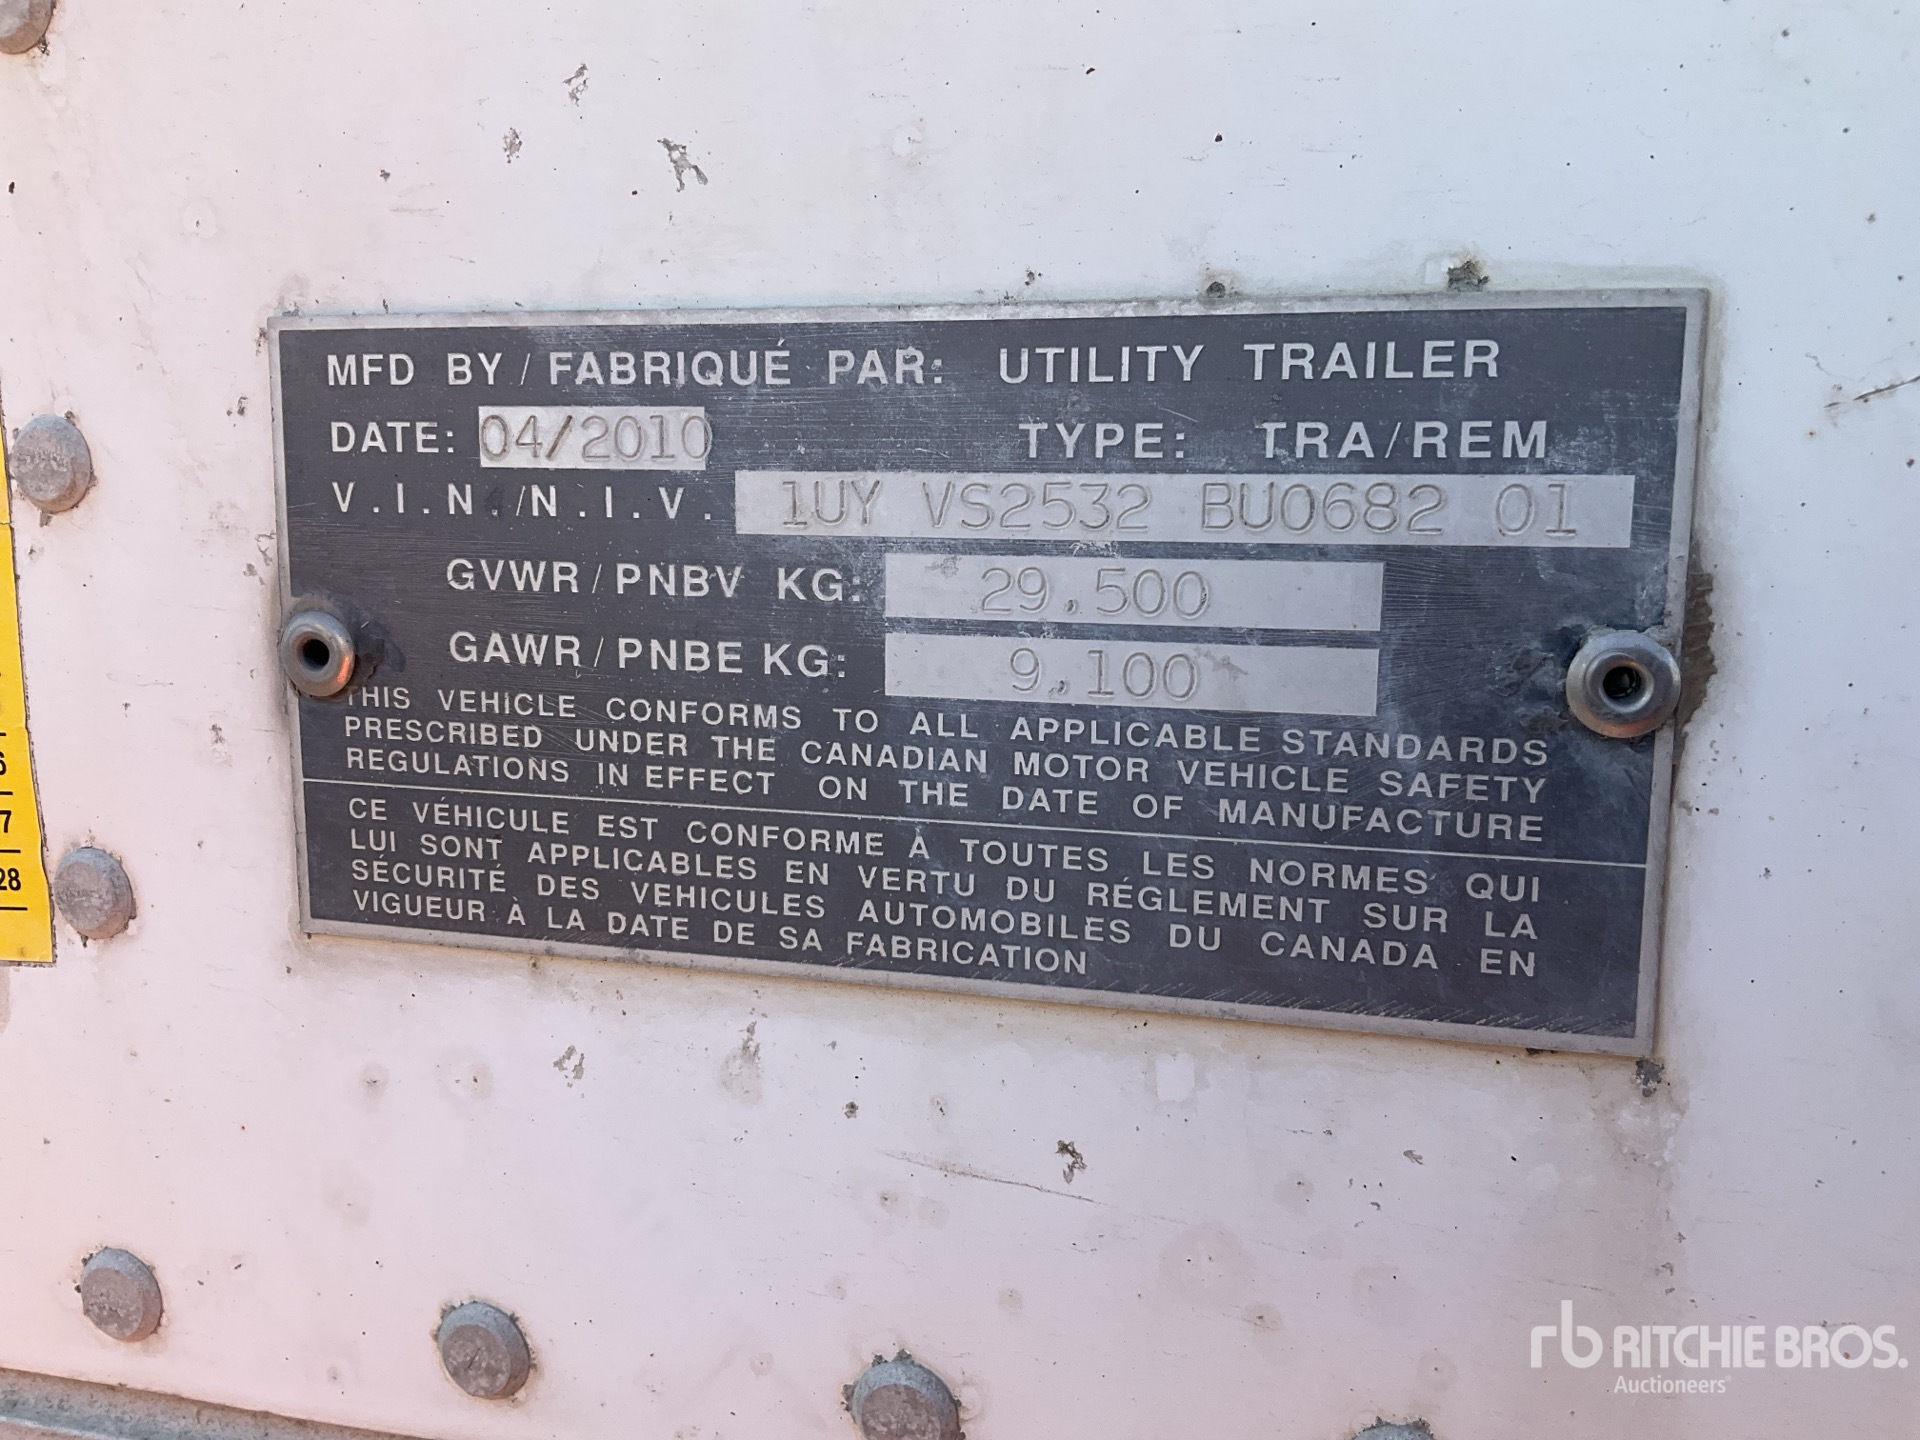 MFD BY / FABRIQUÉ PAR: UTILITY TRAILER
DATE: 04/2010 TYPE: TRA/REM
V.I.N./N.I.V. 1UY VS2532 BU0682 01
GVWR / PNBV KG: 29,500
GAWR / PNBE KG: 9,100
THIS VEHICLE CONFORMS TO ALL APPLICABLE STANDARDS
PRESCRIBED UNDER THE CANADIAN MOTOR VEHICLE SAFETY
REGULATIONS IN EFFECT ON THE DATE OF MANUFACTURE
CE VÉHICULE EST CONFORME À TOUTES LES NORMES QUI
LUI SONT APPLICABLES EN VERTU DU RÉGLEMENT SUR LA
SÉCURITÉ DES VEHICULES AUTOMOBILES DU CANADA EN
VIGUEUR À LA DATE DE SA FABRICATION
6
7
28
rb RITCHIE BROS.
Auctioneers